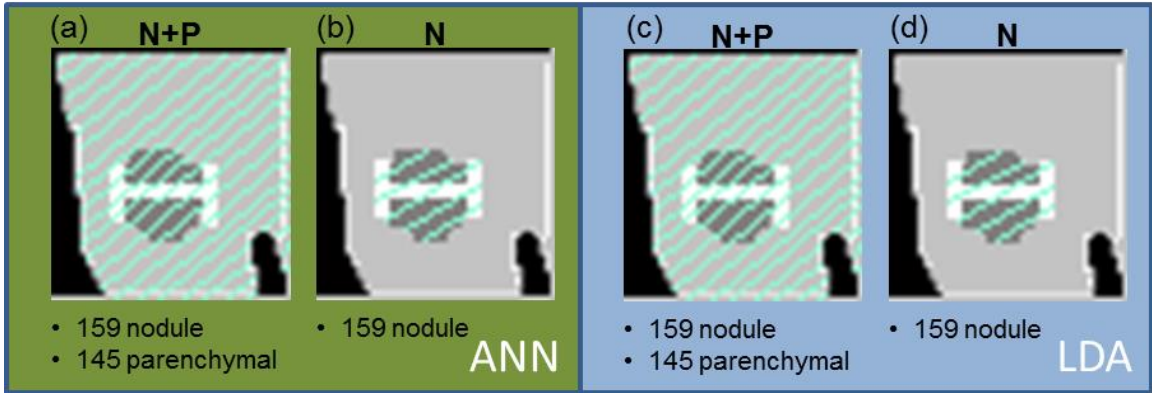 (a) N+P
(b) N
(c) N+P
(d) N
• 159 nodule
• 145 parenchymal
• 159 nodule
ANN
• 159 nodule
• 145 parenchymal
• 159 nodule
LDA